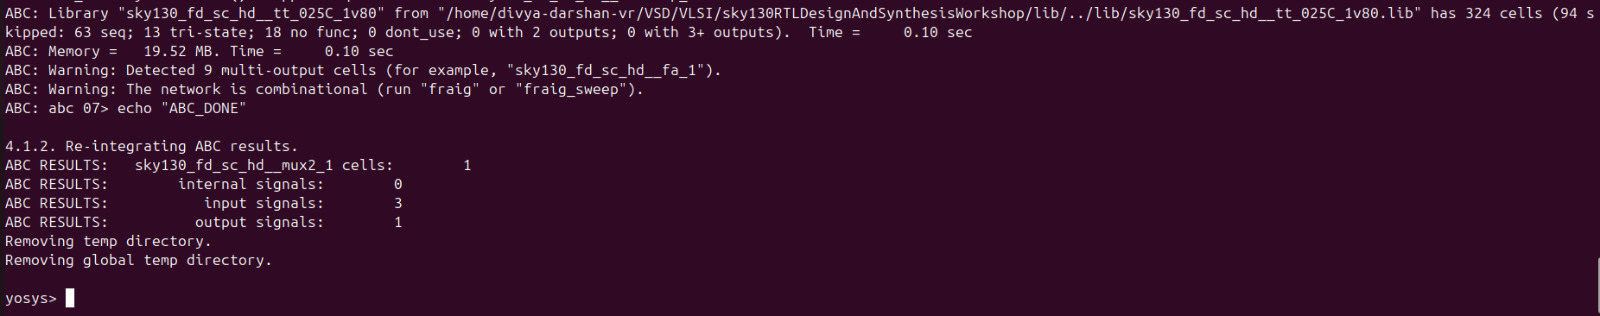 ABC: Library "sky130_fd_sc_hd__tt_025C_1v80" from "/home/divya-darshan-vr/VSD/VLSI/sky130RTLDesignAndSynthesisWorkshop/lib/../lib/sky130_fd_sc_hd__tt_025C_1v80.lib" has 324 cells (94 s
kipped: 63 seq; 13 tri-state; 18 no func; 0 dont_use; 0 with 2 outputs; 0 with 3+ outputs).  Time =     0.10 sec
ABC: Memory =   19.52 MB. Time =     0.10 sec
ABC: Warning: Detected 9 multi-output cells (for example, "sky130_fd_sc_hd__fa_1").
ABC: Warning: The network is combinational (run "fraig" or "fraig_sweep").
ABC: abc 07> echo "ABC_DONE"
4.1.2. Re-integrating ABC results.
ABC RESULTS:   sky130_fd_sc_hd__mux2_1 cells:        1
ABC RESULTS:        internal signals:        0
ABC RESULTS:           input signals:        3
ABC RESULTS:          output signals:        1
Removing temp directory.
Removing global temp directory.
yosys>